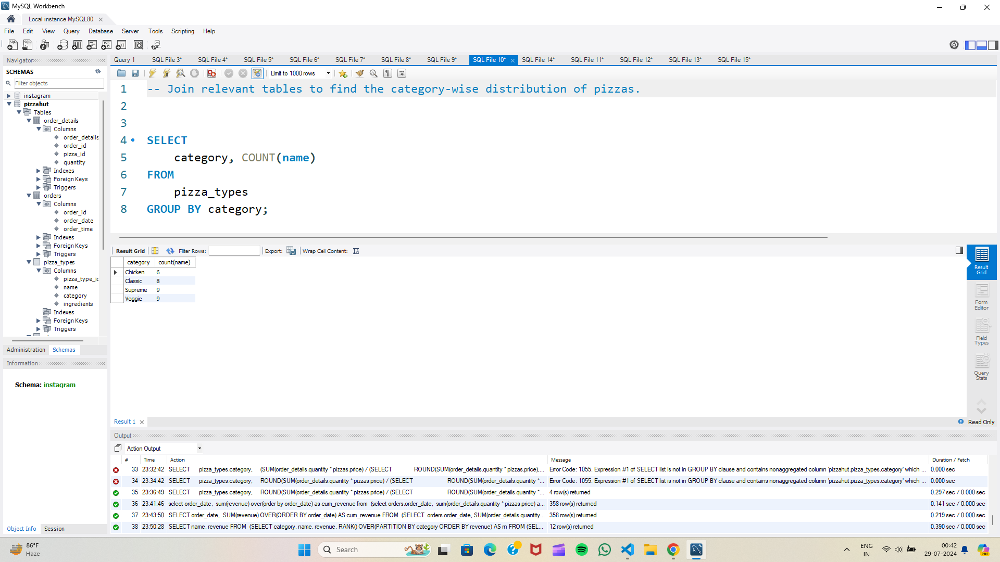 MySQL Workbench
Local instance MySQL80
File Edit View Query Database Server Tools Scripting Help
Navigator
SCHEMAS
Filter objects
instagram
pizzahut
Tables
order_details
Columns
order_details
order_id
pizza_id
quantity
Indexes
Foreign Keys
Triggers
orders
Columns
order_id
order_date
order_time
Indexes
Foreign Keys
Triggers
pizza_types
Columns
pizza_type_id
name
category
ingredients
Indexes
Foreign Keys
Triggers
Administration Schemas
Information
Schema: instagram
Object Info Session
Query 1 SQL File 3* SQL File 4* SQL File 5* SQL File 6* SQL File 7* SQL File 8* SQL File 9* SQL File 10* SQL File 14* SQL File 11* SQL File 12* SQL File 13* SQL File 15*
Limit to 1000 rows
1 -- Join relevant tables to find the category-wise distribution of pizzas.
2
3
4 SELECT
5 category, COUNT(name)
6 FROM
7 pizza_types
8 GROUP BY category;
Result Grid Filter Rows: Export: Wrap Cell Content:
category count(name)
Chicken 6
Classic 8
Supreme 9
Veggie 9
Result Grid
Form Editor
Field Types
Query Stats
Result 1
Read Only
Output
Action Output
# Time Action Message Duration / Fetch
33 23:32:42 SELECT pizza_types.category, (SUM(order_details.quantity * pizzas.price) / (SELECT ROUND(SUM(order_details.quantity * pizzas.price),... Error Code: 1055. Expression #1 of SELECT list is not in GROUP BY clause and contains nonaggregated column 'pizzahut.pizza_types.category' which ... 0.000 sec
34 23:34:42 SELECT pizza_types.category, ROUND(SUM(order_details.quantity * pizzas.price) / (SELECT ROUND(SUM(order_details.quantity *... Error Code: 1055. Expression #1 of SELECT list is not in GROUP BY clause and contains nonaggregated column 'pizzahut.pizza_types.category' which ... 0.000 sec
35 23:36:49 SELECT pizza_types.category, ROUND(SUM(order_details.quantity * pizzas.price) / (SELECT ROUND(SUM(order_details.quantity *... 4 row(s) returned 0.297 sec / 0.000 sec
36 23:41:46 select order_date, sum(revenue) over(order by order_date) as cum_revenue from (select orders.order_date, sum(order_details.quantity * pizzas.price) a... 358 row(s) returned 0.141 sec / 0.000 sec
37 23:43:50 SELECT order_date, SUM(revenue) OVER(ORDER BY order_date) AS cum_revenue FROM (SELECT orders.order_date, SUM(order_details.quantity... 358 row(s) returned 0.219 sec / 0.000 sec
38 23:50:28 SELECT name, revenue FROM (SELECT category, name, revenue, RANK() OVER(PARTITION BY category ORDER BY revenue) AS rn FROM (SEL... 12 row(s) returned 0.390 sec / 0.000 sec
86°F
Haze
Search
ENG
IN
00:42
29-07-2024